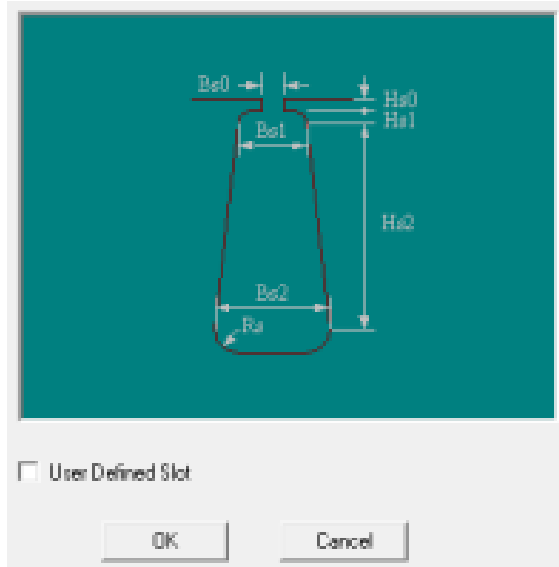 Bs0
Hs0
Hs1
Bs1
Hs2
Bs2
Rs
User Defined Slot
OK
Cancel